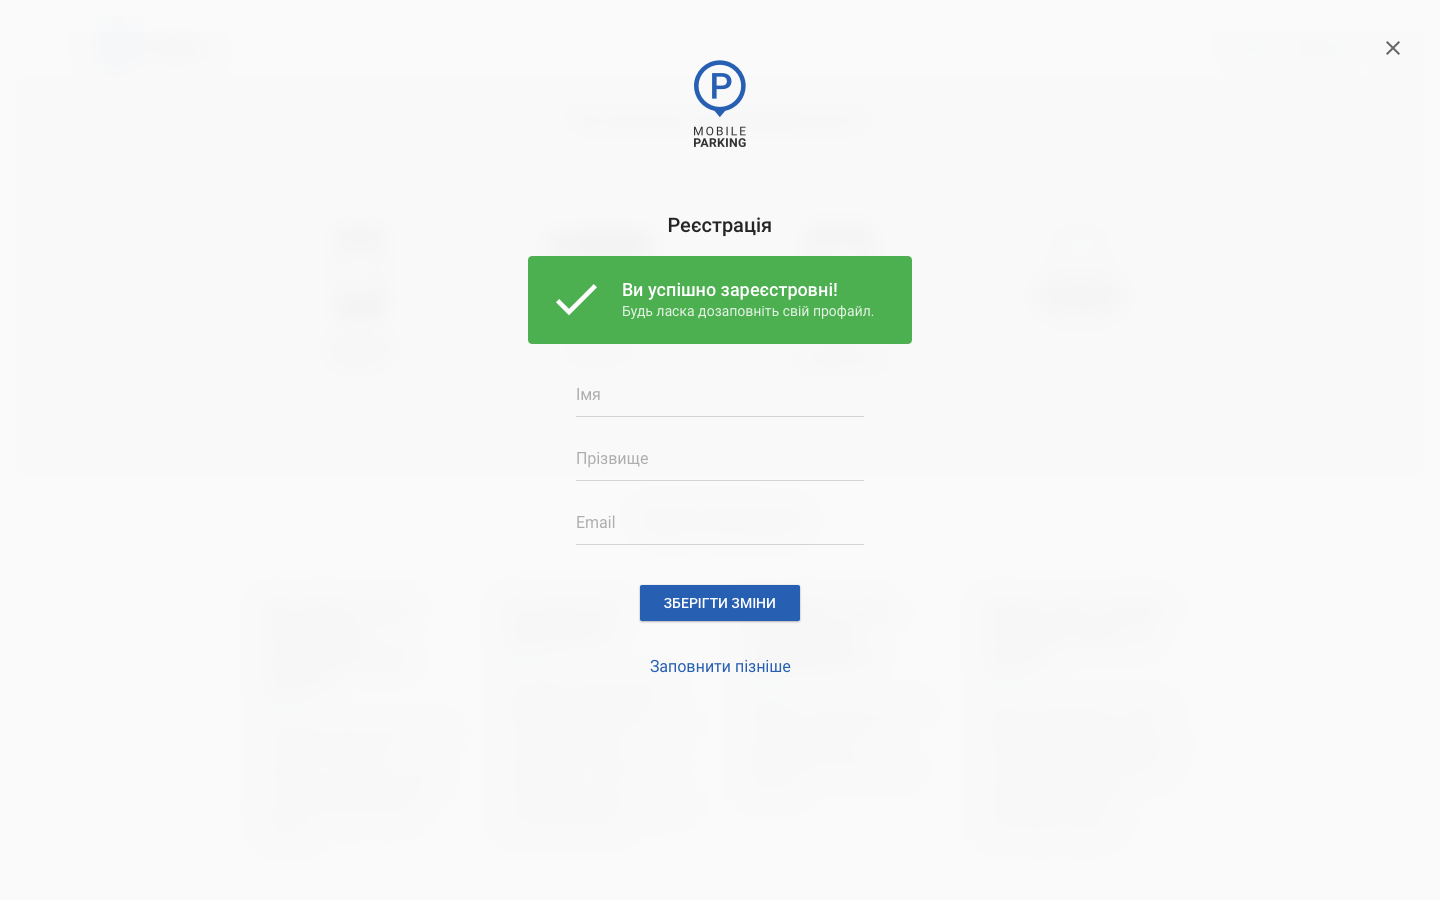 P
MOBILE
PARKING
Реєстрація
Ви успішно зареєстровні!
Будь ласка дозаповніть свій профайл.
Імя
Прізвище
Email
ЗБЕРІГТИ ЗМІНИ
Заповнити пізніше